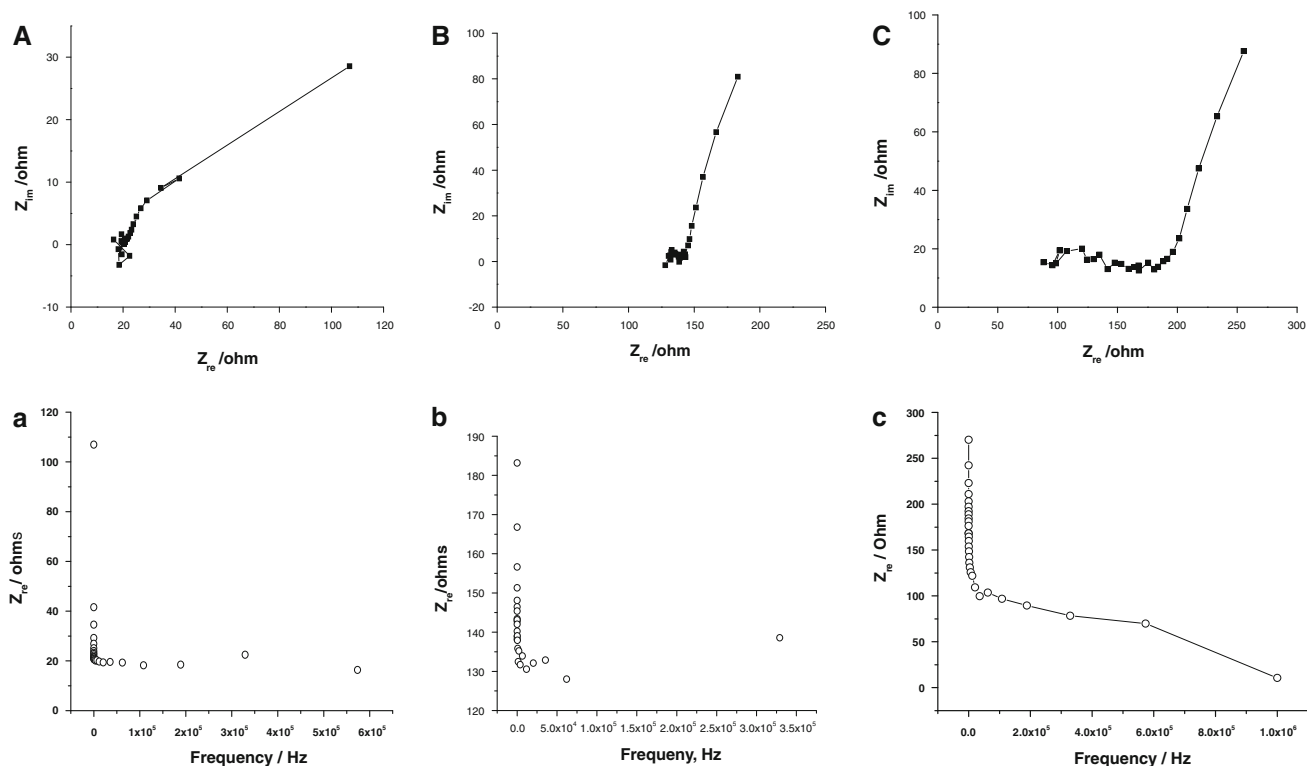 A
Z_im /ohm
30
20
10
0
-10
0 20 40 60 80 100 120
Z_re /ohm
B
Z_im /ohm
100
80
60
40
20
0
-20
0 50 100 150 200 250
Z_re /ohm
C
Z_im /ohm
100
80
60
40
20
0
0 50 100 150 200 250 300
Z_re /ohm
a
Z_re/ ohms
120
100
80
60
40
20
0
0 1x10^5 2x10^5 3x10^5 4x10^5 5x10^5 6x10^5
Frequency / Hz
b
Z_re/ohms
190
180
170
160
150
140
130
120
0.0 5.0x10^4 1.0x10^5 1.5x10^5 2.0x10^5 2.5x10^5 3.0x10^5 3.5x10^5
Frequeny, Hz
c
Z_re / Ohm
300
250
200
150
100
50
0
0.0 2.0x10^5 4.0x10^5 6.0x10^5 8.0x10^5 1.0x10^6
Frequency / Hz